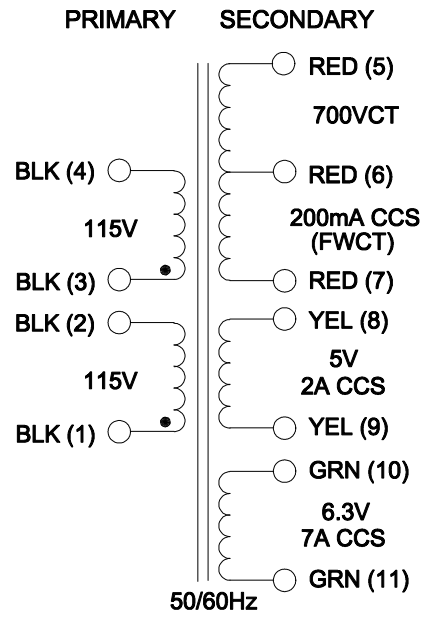 PRIMARY SECONDARY
RED (5)
700VCT
BLK (4) RED (6)
115V 200mA CCS
(FWCT)
BLK (3) RED (7)
BLK (2) YEL (8)
115V 5V
2A CCS
BLK (1) YEL (9)
GRN (10)
6.3V
7A CCS
GRN (11)
50/60Hz